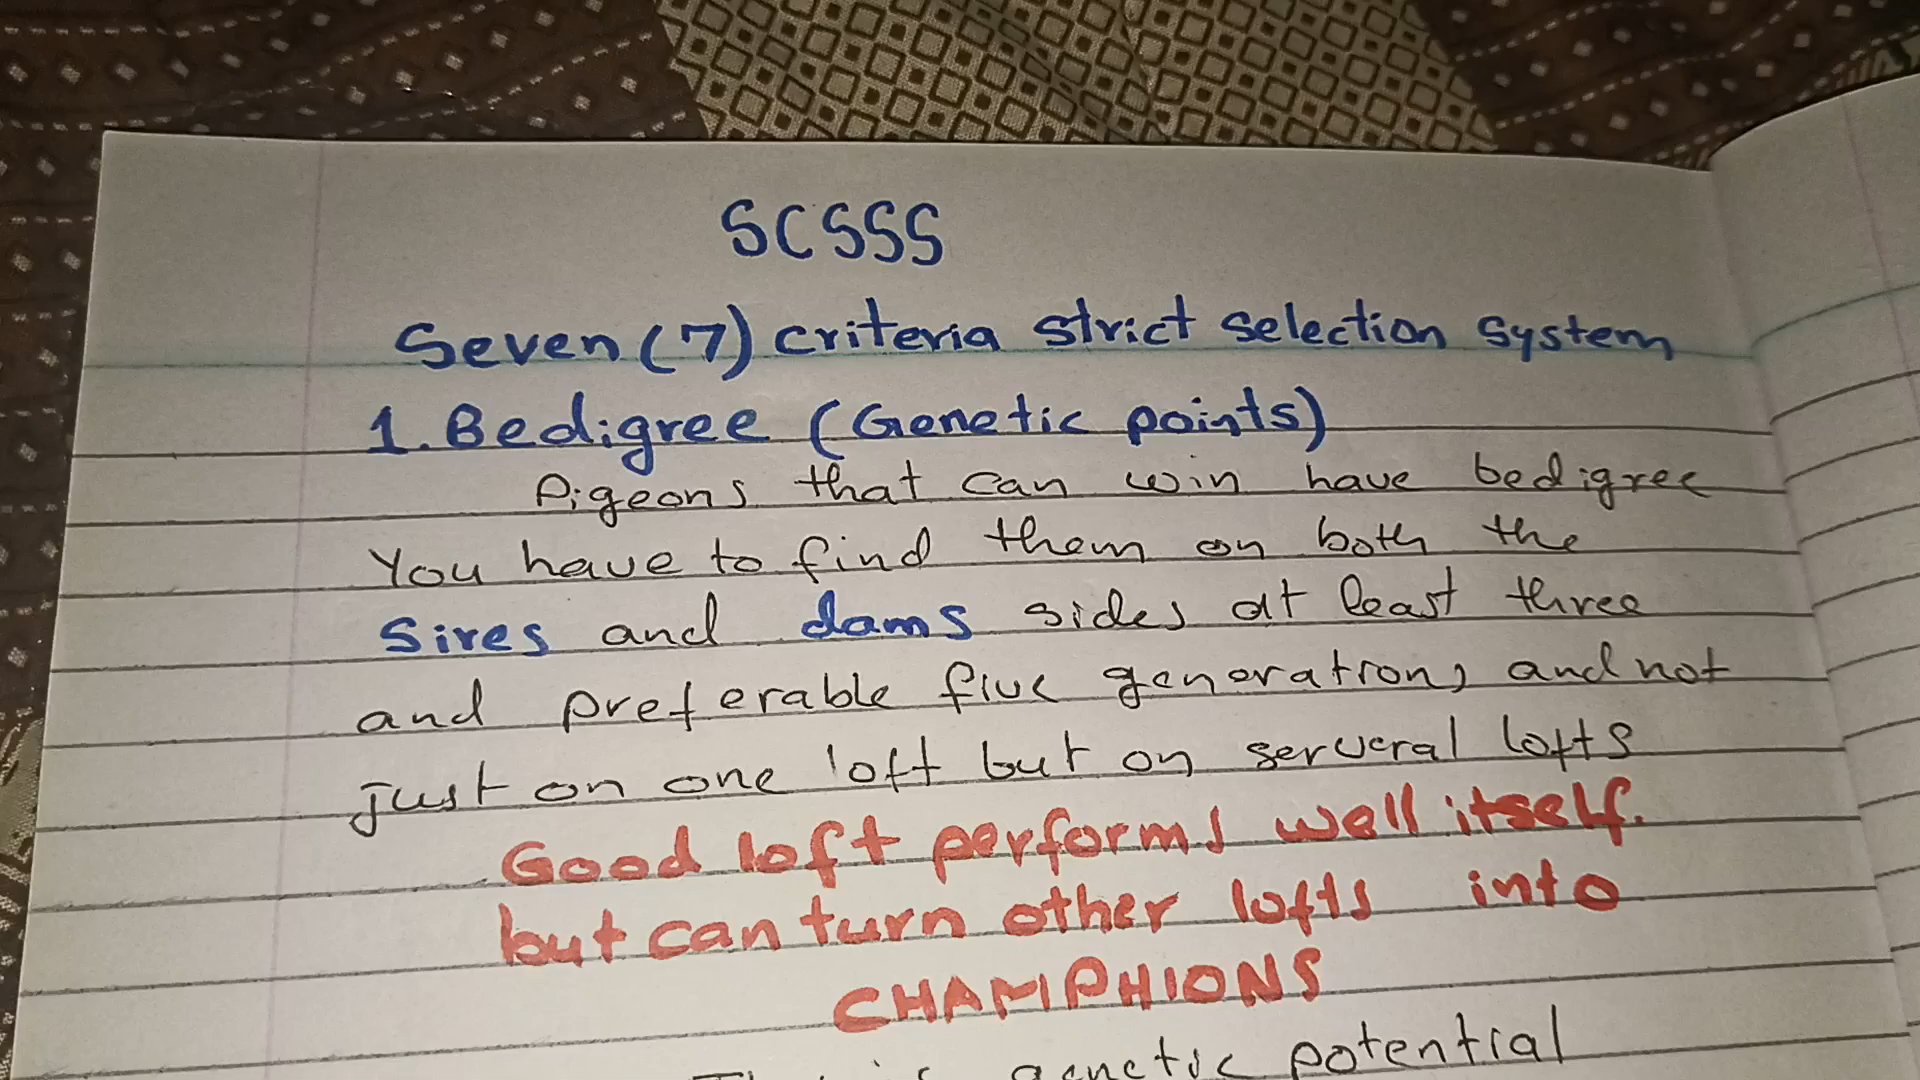 SCSSS
Seven (7) criteria strict selection system
1. Bedigree (Genetic points)
Pigeons that can win have bedigree
You have to find them on both the
Sires and dams sides at least three
and preferable five generations and not
just on one loft but on serveral lofts
Good loft performs well itself.
but can turn other lofts into
CHAMPHIONS
genetic potential